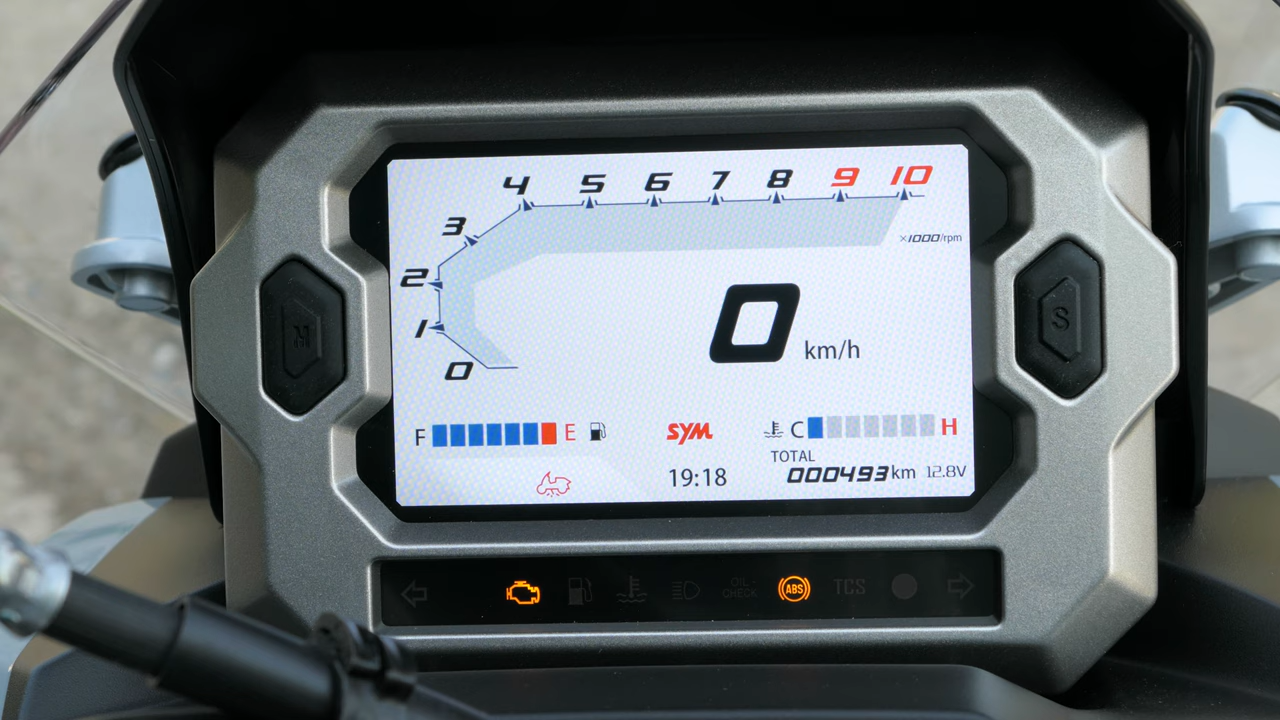 4 5 6 7 8 9 10
3
×1000/rpm
2
1
0
0 km/h
S
F E
SYM
C H
TOTAL
19:18
000493 km 12.8V
OIL-
CHECK
ABS
TCS